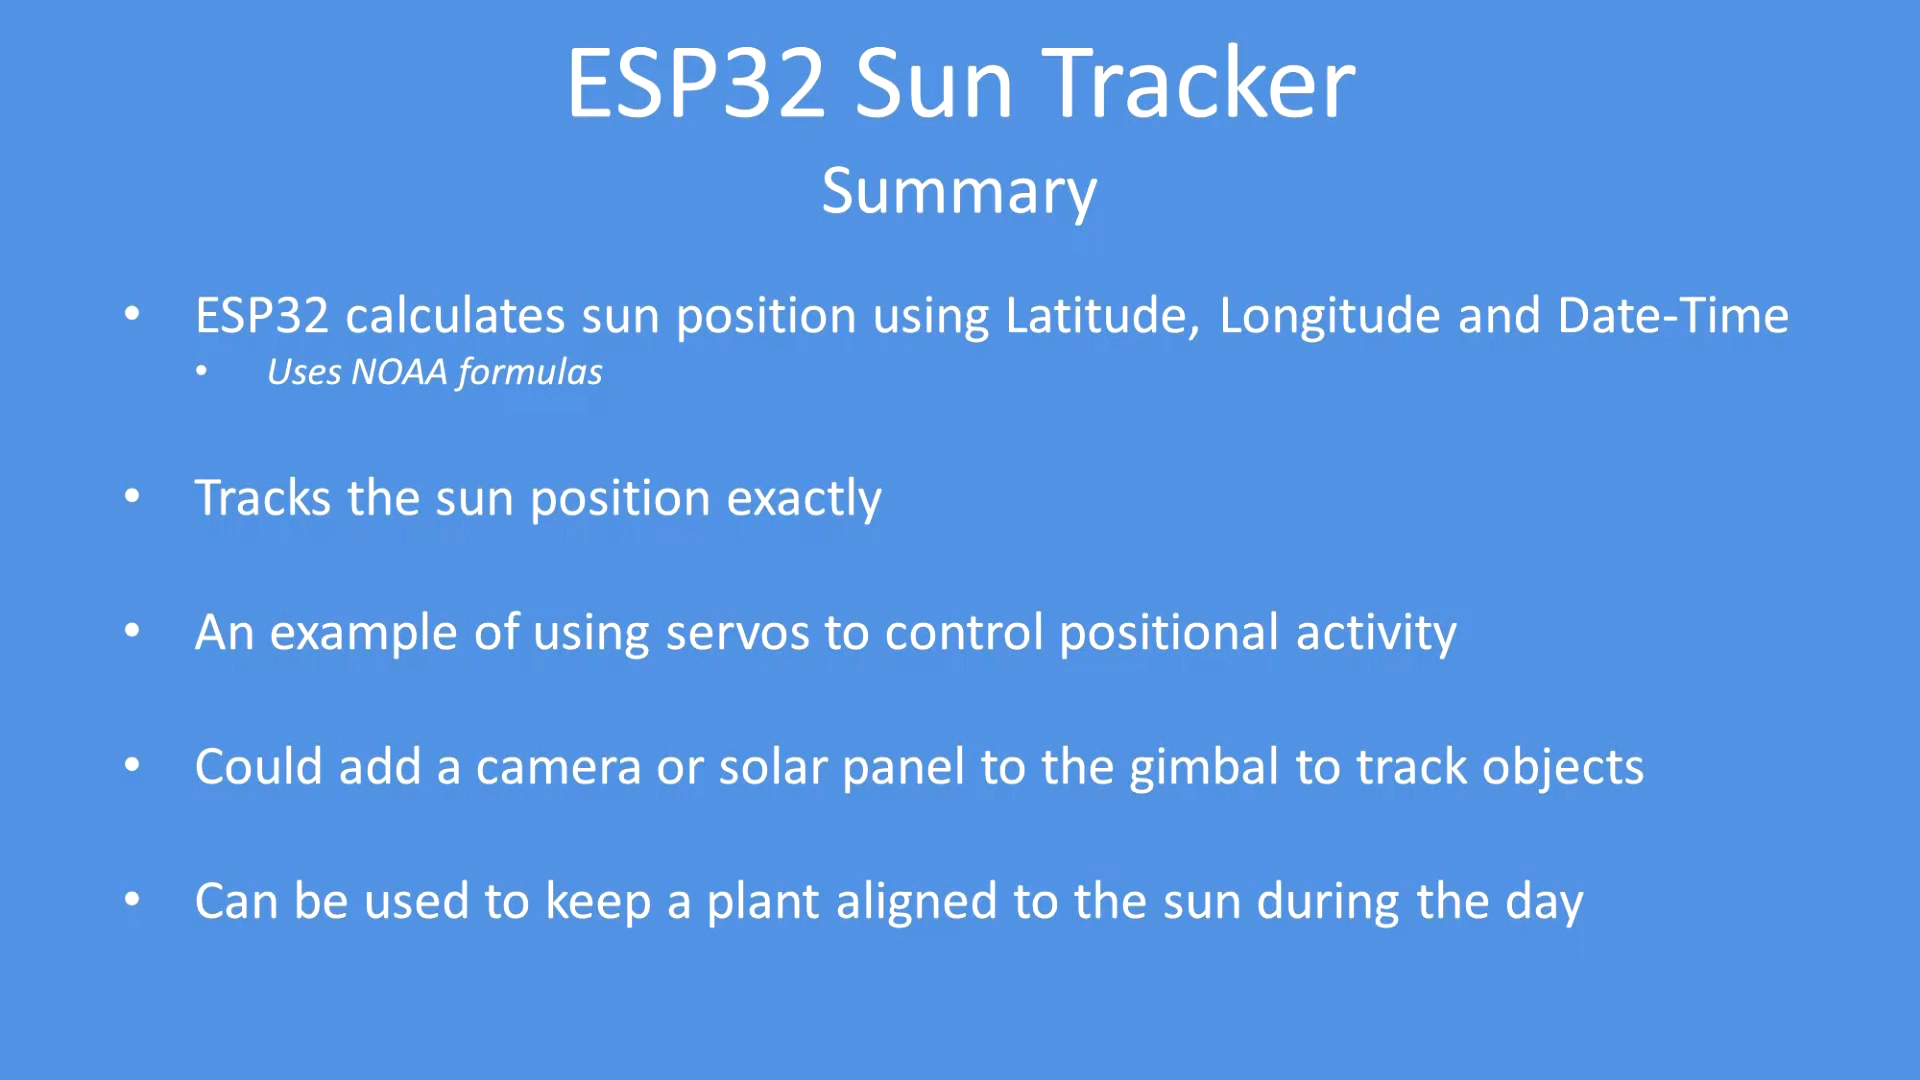 ESP32 Sun Tracker
Summary
• ESP32 calculates sun position using Latitude, Longitude and Date-Time
• Uses NOAA formulas
• Tracks the sun position exactly
• An example of using servos to control positional activity
• Could add a camera or solar panel to the gimbal to track objects
• Can be used to keep a plant aligned to the sun during the day